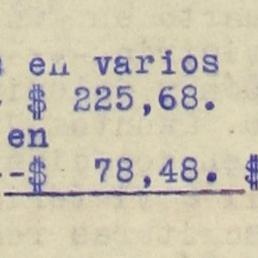 en varios
- $ 225,68.
en
--$ 78,48. $